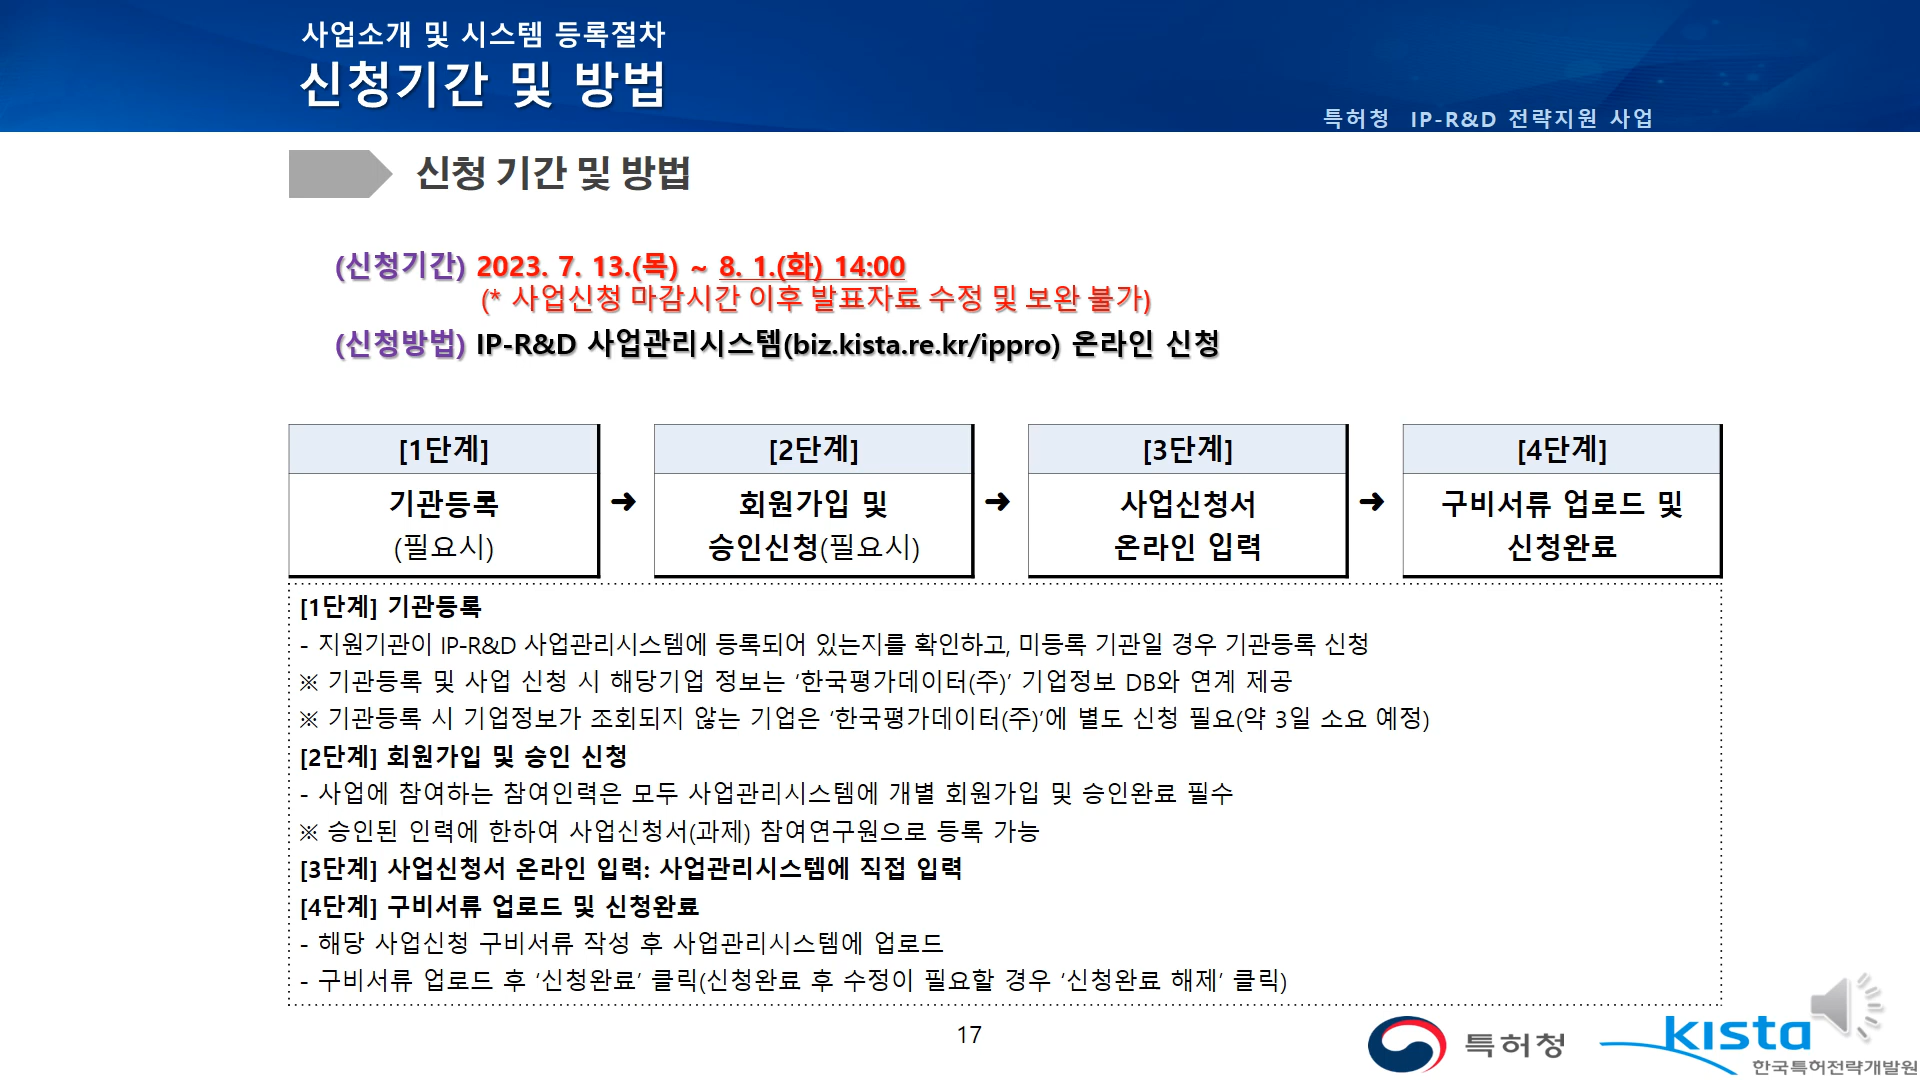 사업소개 및 시스템 등록절차
신청기간 및 방법
특허청 IP-R&D 전략지원 사업
신청 기간 및 방법
(신청기간) 2023. 7. 13.(목) ~ 8. 1.(화) 14:00
(* 사업신청 마감시간 이후 발표자료 수정 및 보완 불가)
(신청방법) IP-R&D 사업관리시스템(biz.kista.re.kr/ippro) 온라인 신청
[1단계]
기관등록
(필요시)
➜
[2단계]
회원가입 및
승인신청(필요시)
➜
[3단계]
사업신청서
온라인 입력
➜
[4단계]
구비서류 업로드 및
신청완료
[1단계] 기관등록
- 지원기관이 IP-R&D 사업관리시스템에 등록되어 있는지를 확인하고, 미등록 기관일 경우 기관등록 신청
※ 기관등록 및 사업 신청 시 해당기업 정보는 ‘한국평가데이터(주)’ 기업정보 DB와 연계 제공
※ 기관등록 시 기업정보가 조회되지 않는 기업은 ‘한국평가데이터(주)’에 별도 신청 필요(약 3일 소요 예정)
[2단계] 회원가입 및 승인 신청
- 사업에 참여하는 참여인력은 모두 사업관리시스템에 개별 회원가입 및 승인완료 필수
※ 승인된 인력에 한하여 사업신청서(과제) 참여연구원으로 등록 가능
[3단계] 사업신청서 온라인 입력: 사업관리시스템에 직접 입력
[4단계] 구비서류 업로드 및 신청완료
- 해당 사업신청 구비서류 작성 후 사업관리시스템에 업로드
- 구비서류 업로드 후 ‘신청완료’ 클릭(신청완료 후 수정이 필요할 경우 ‘신청완료 해제’ 클릭)
17
특허청
kista
한국특허전략개발원